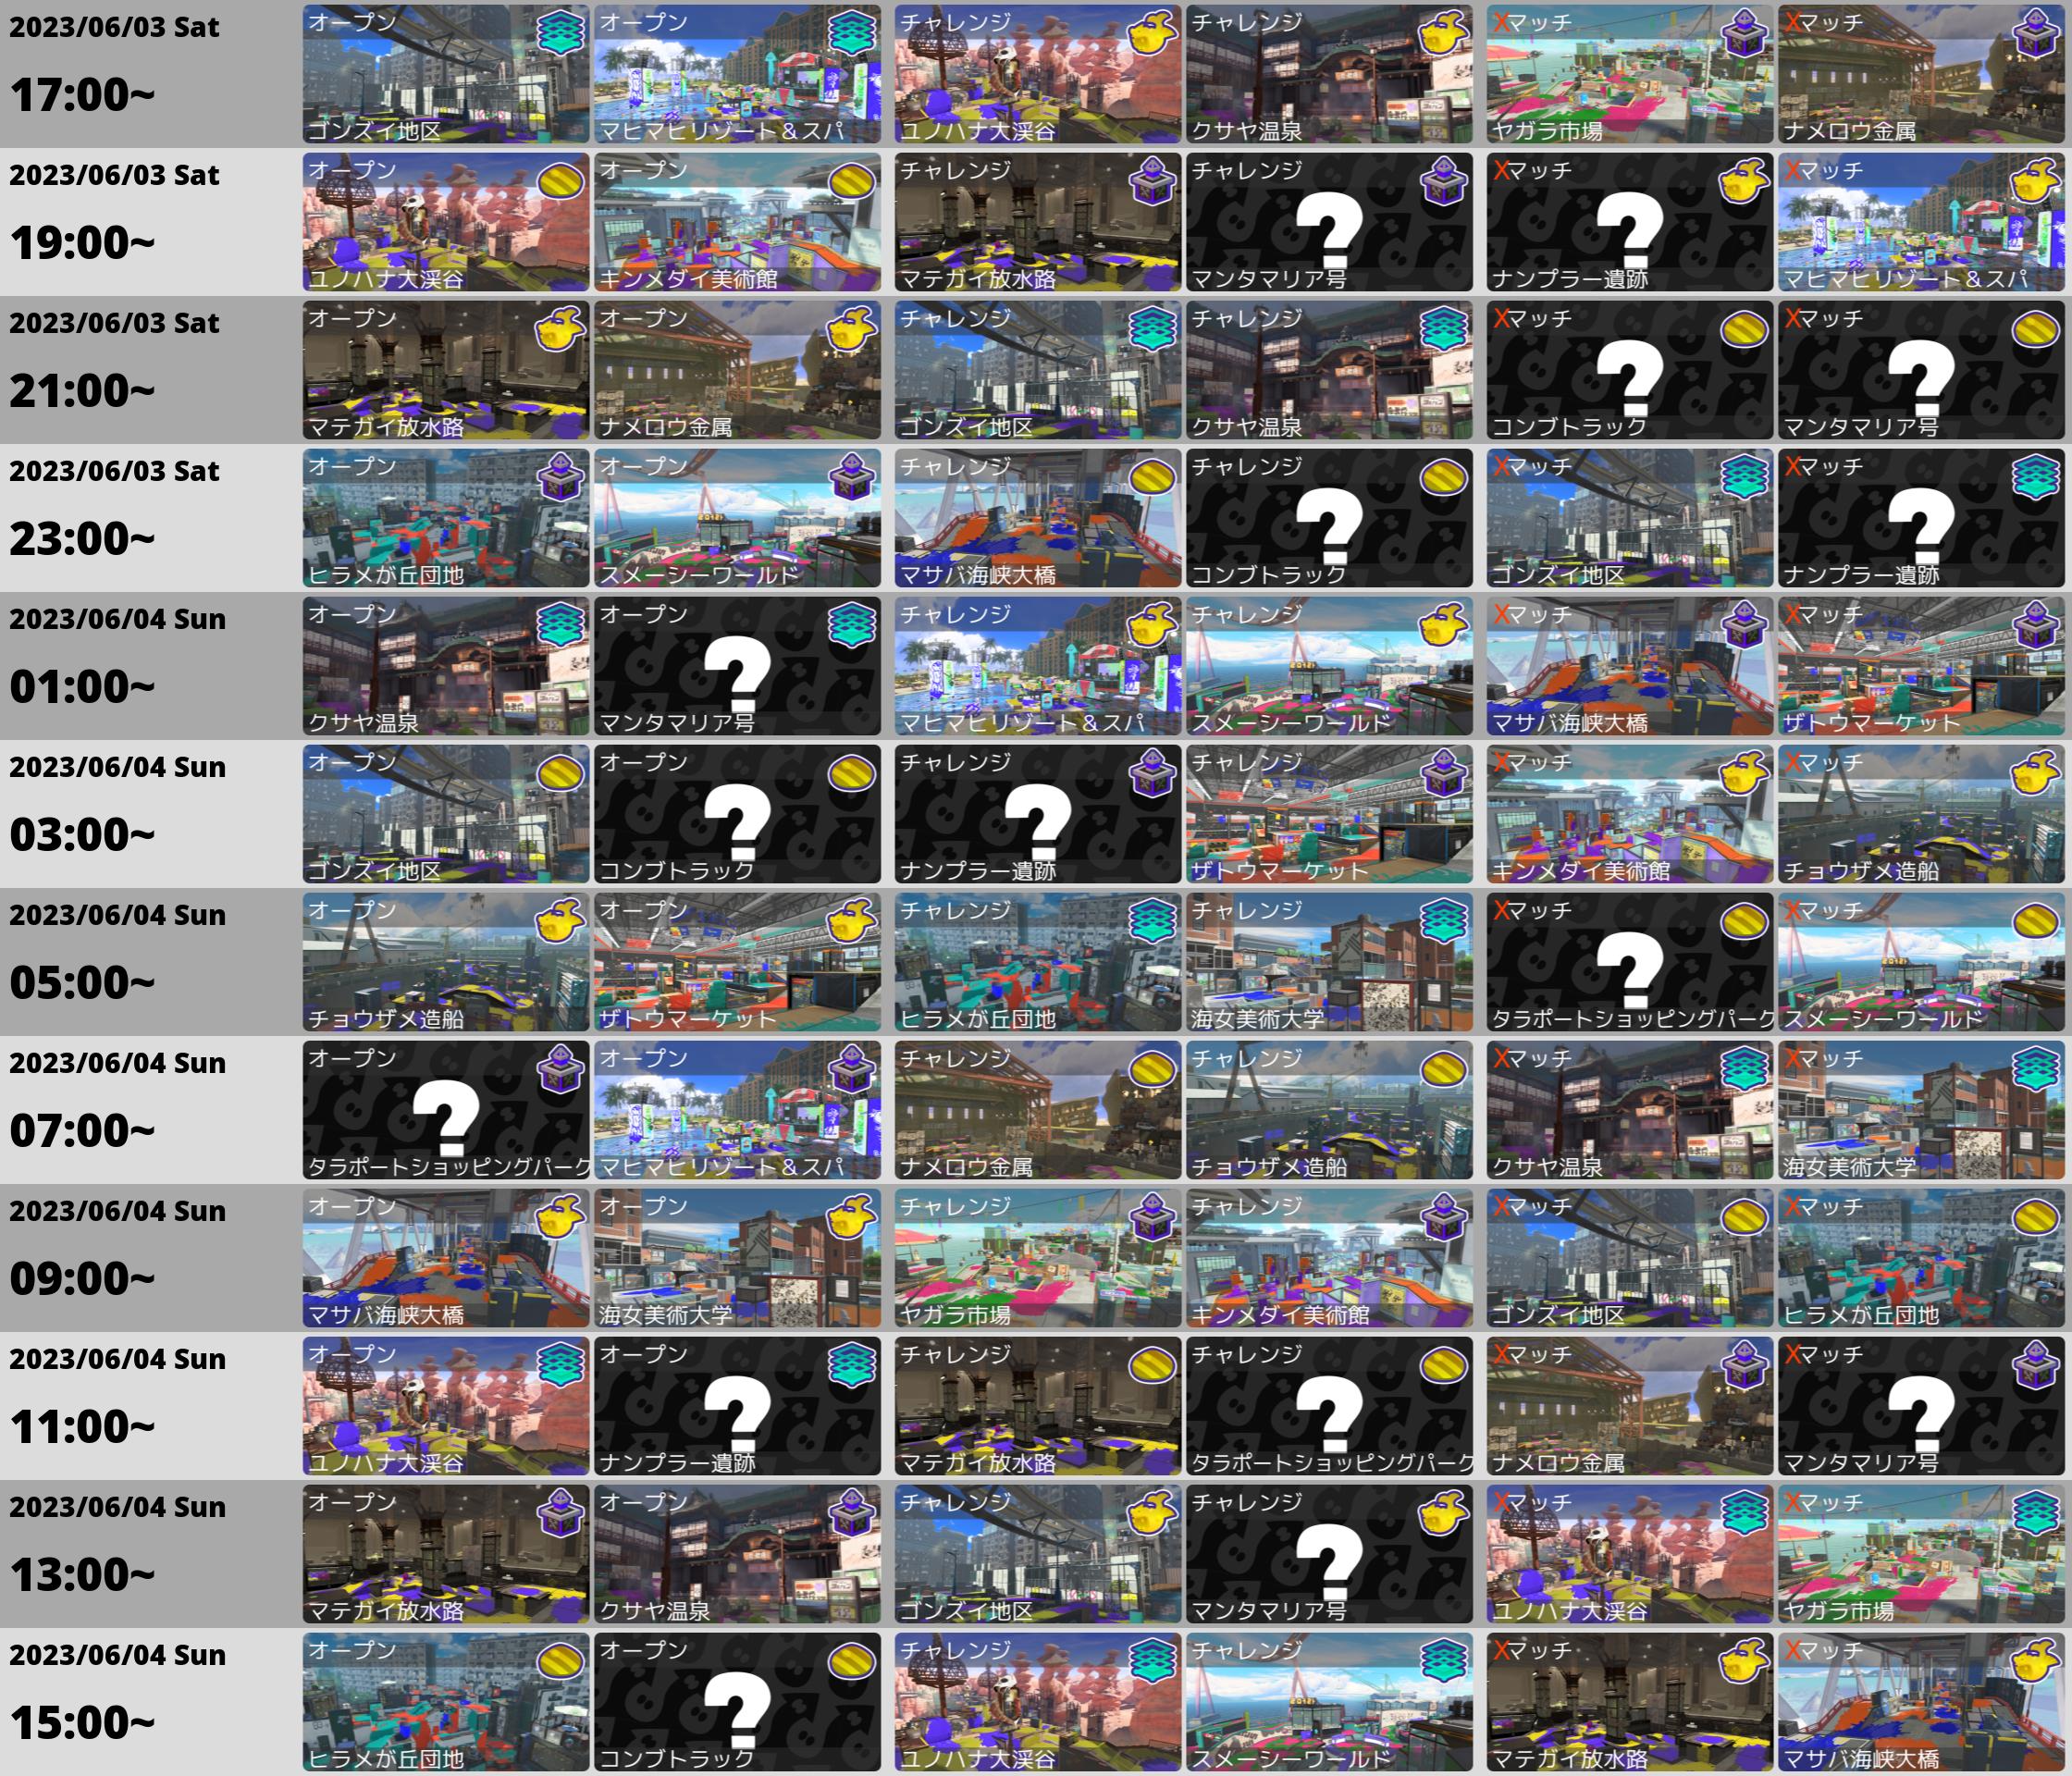 2023/06/03 Sat
17:00~
オープン オープン チャレンジ チャレンジ Xマッチ Xマッチ
ゴンズイ地区 マヒマヒリゾート＆スパ ユノハナ大渓谷 クサヤ温泉 ヤガラ市場 ナメロウ金属
2023/06/03 Sat
19:00~
オープン オープン チャレンジ チャレンジ Xマッチ Xマッチ
ユノハナ大渓谷 キンメダイ美術館 マテガイ放水路 マンタマリア号 ナンプラー遺跡 マヒマヒリゾート＆スパ
2023/06/03 Sat
21:00~
オープン オープン チャレンジ チャレンジ Xマッチ Xマッチ
マテガイ放水路 ナメロウ金属 ゴンズイ地区 クサヤ温泉 コンブトラック マンタマリア号
2023/06/03 Sat
23:00~
オープン オープン チャレンジ チャレンジ Xマッチ Xマッチ
ヒラメが丘団地 スメーシーワールド マサバ海峡大橋 コンブトラック ゴンズイ地区 ナンプラー遺跡
2023/06/04 Sun
01:00~
オープン オープン チャレンジ チャレンジ Xマッチ Xマッチ
クサヤ温泉 マンタマリア号 マヒマヒリゾート＆スパ スメーシーワールド マサバ海峡大橋 ザトウマーケット
2023/06/04 Sun
03:00~
オープン オープン チャレンジ チャレンジ Xマッチ Xマッチ
ゴンズイ地区 コンブトラック ナンプラー遺跡 ザトウマーケット キンメダイ美術館 チョウザメ造船
2023/06/04 Sun
05:00~
オープン オープン チャレンジ チャレンジ Xマッチ Xマッチ
チョウザメ造船 ザトウマーケット ヒラメが丘団地 海女美術大学 タラポートショッピングパーク スメーシーワールド
2023/06/04 Sun
07:00~
オープン オープン チャレンジ チャレンジ Xマッチ Xマッチ
タラポートショッピングパーク マヒマヒリゾート＆スパ ナメロウ金属 チョウザメ造船 クサヤ温泉 海女美術大学
2023/06/04 Sun
09:00~
オープン オープン チャレンジ チャレンジ Xマッチ Xマッチ
マサバ海峡大橋 海女美術大学 ヤガラ市場 キンメダイ美術館 ゴンズイ地区 ヒラメが丘団地
2023/06/04 Sun
11:00~
オープン オープン チャレンジ チャレンジ Xマッチ Xマッチ
ユノハナ大渓谷 ナンプラー遺跡 マテガイ放水路 タラポートショッピングパーク ナメロウ金属 マンタマリア号
2023/06/04 Sun
13:00~
オープン オープン チャレンジ チャレンジ Xマッチ Xマッチ
マテガイ放水路 クサヤ温泉 ゴンズイ地区 マンタマリア号 ユノハナ大渓谷 ヤガラ市場
2023/06/04 Sun
15:00~
オープン オープン チャレンジ チャレンジ Xマッチ Xマッチ
ヒラメが丘団地 コンブトラック ユノハナ大渓谷 スメーシーワールド マテガイ放水路 マサバ海峡大橋